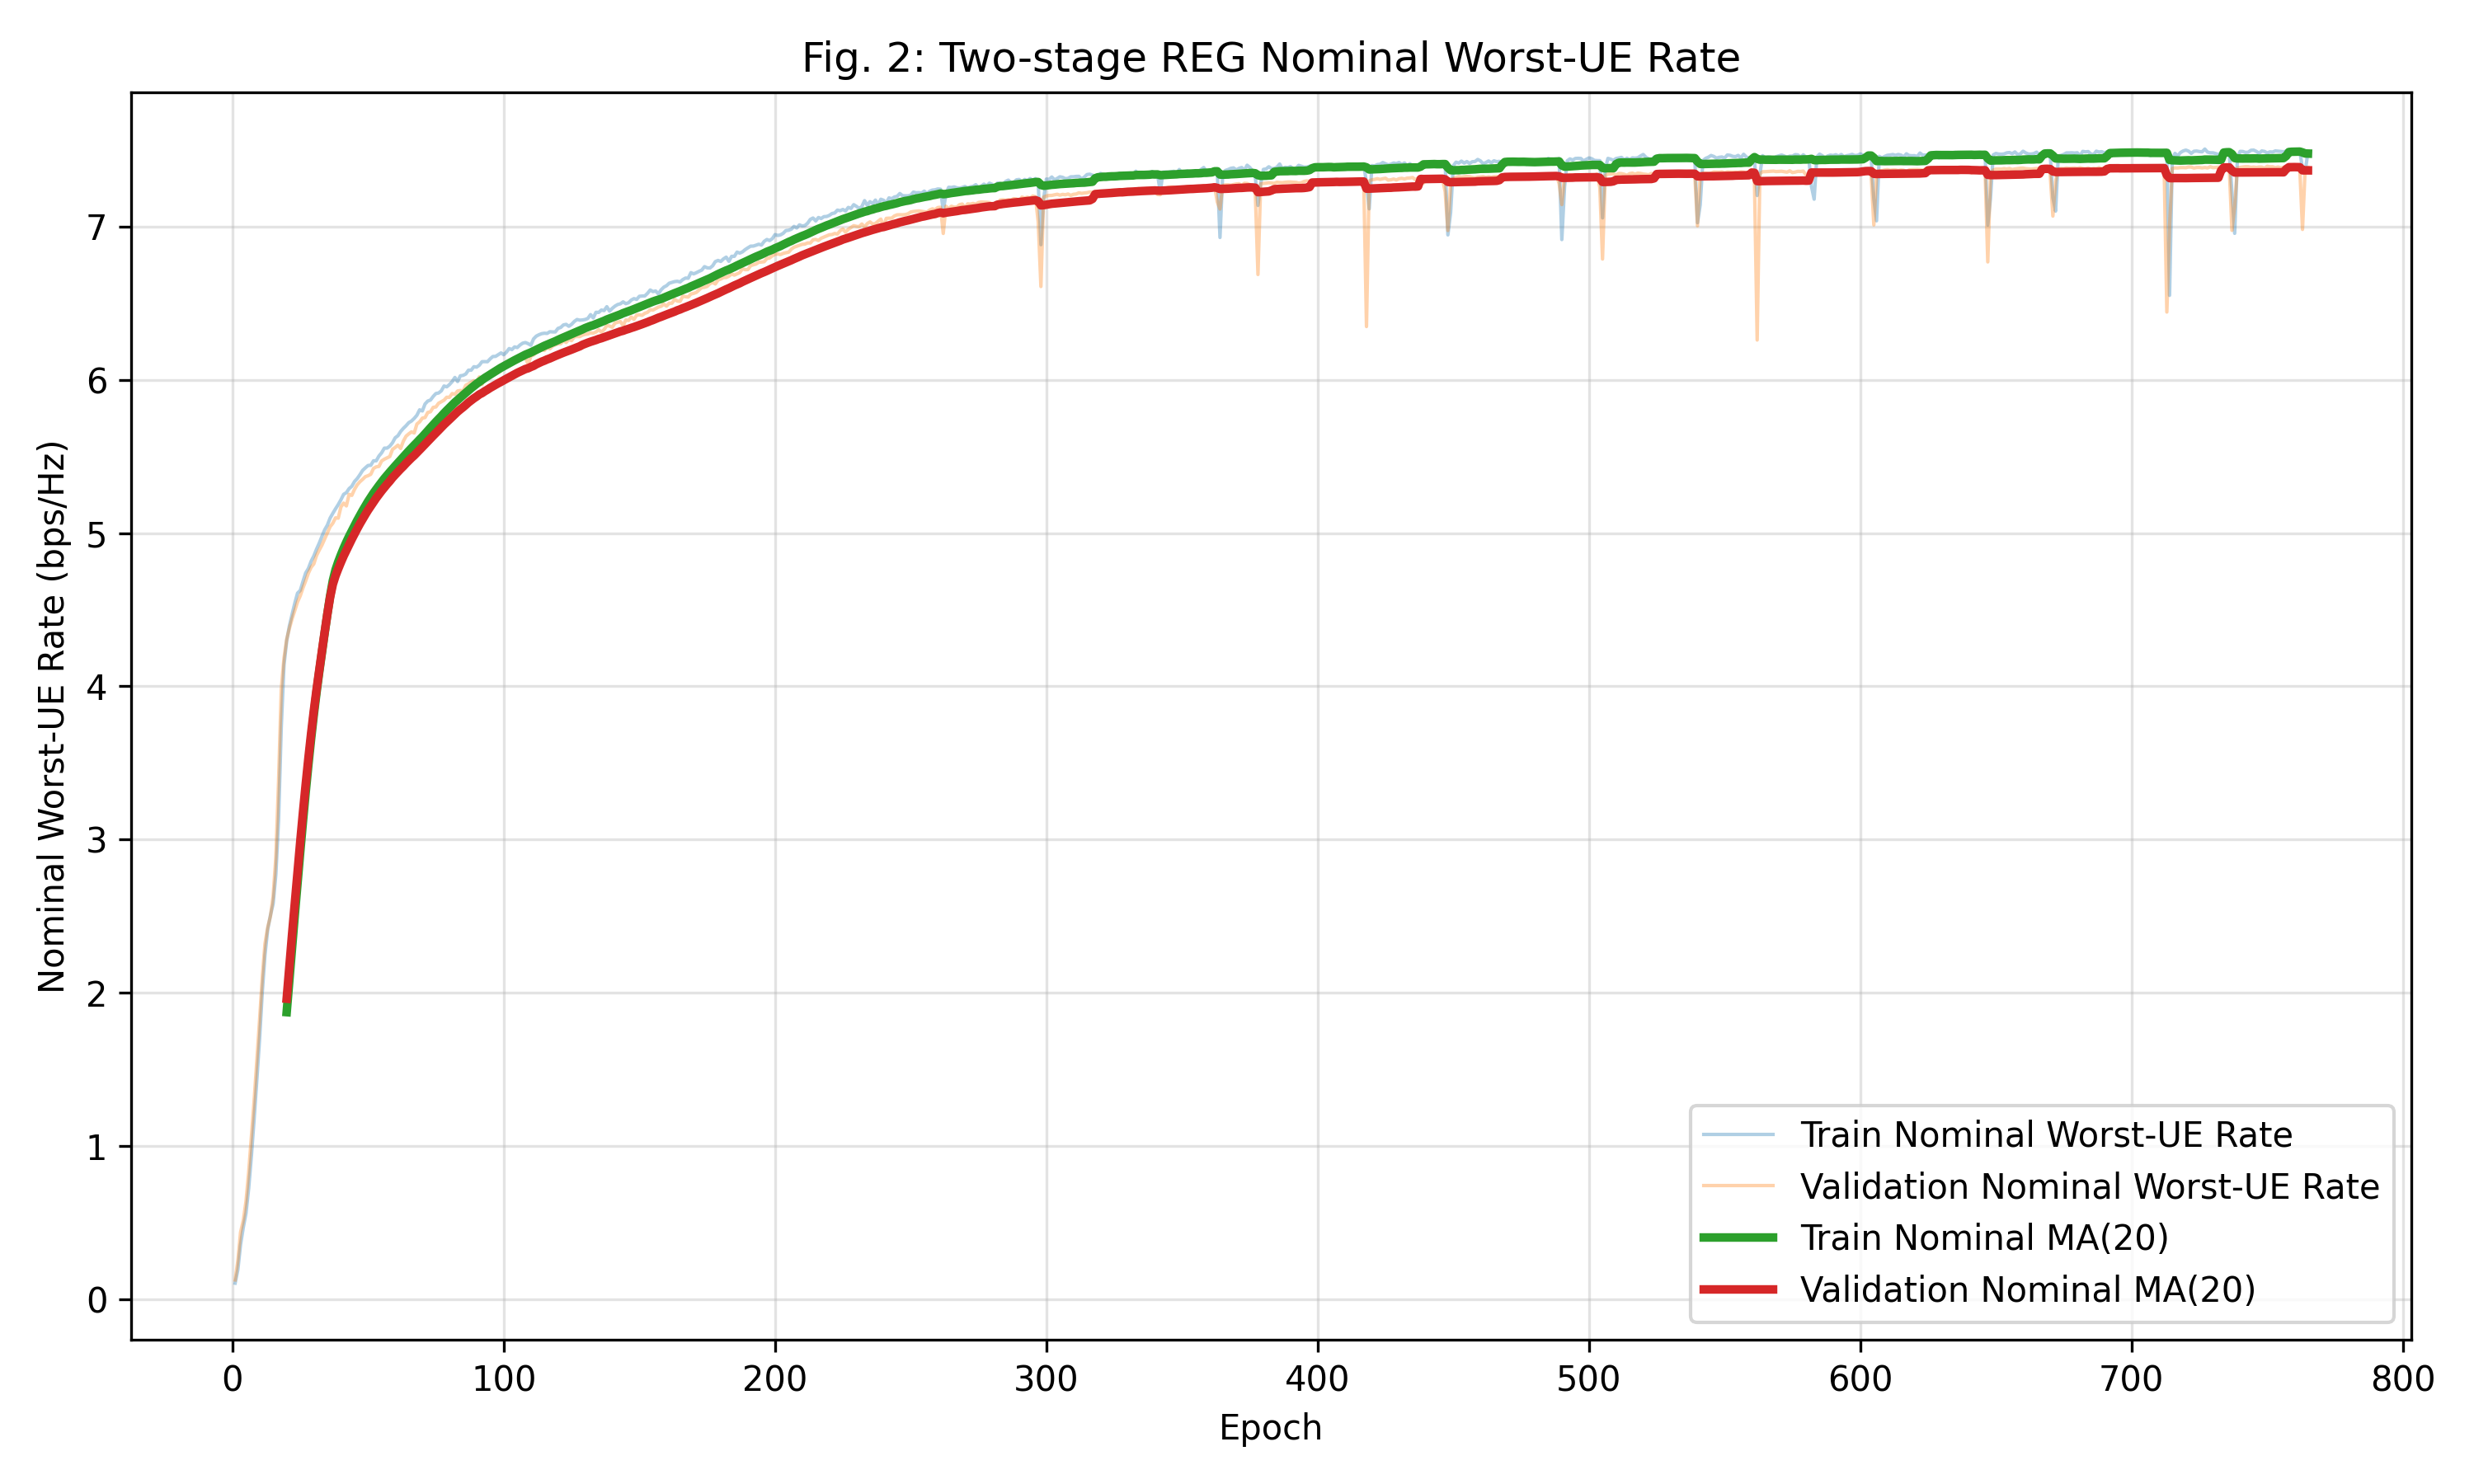 Fig. 2: Two-stage REG Nominal Worst-UE Rate
Nominal Worst-UE Rate (bps/Hz)
7
6
5
4
3
2
1
0
Train Nominal Worst-UE Rate
Validation Nominal Worst-UE Rate
Train Nominal MA(20)
Validation Nominal MA(20)
0 100 200 300 400 500 600 700 800
Epoch